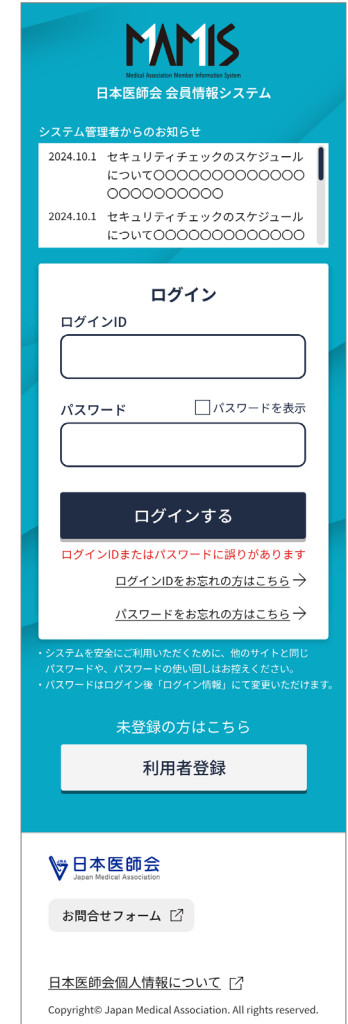 MAMIS
Medical Association Member Information System
日本医師会 会員情報システム
システム管理者からのお知らせ
2024.10.1 セキュリティチェックのスケジュール
について〇〇〇〇〇〇〇〇〇〇〇〇〇
〇〇〇〇〇〇〇〇〇〇
2024.10.1 セキュリティチェックのスケジュール
について〇〇〇〇〇〇〇〇〇〇〇〇〇
ログイン
ログインID
パスワード パスワードを表示
ログインする
ログインIDまたはパスワードに誤りがあります
ログインIDをお忘れの方はこちら→
パスワードをお忘れの方はこちら→
・システムを安全にご利用いただくために、他のサイトと同じ
パスワードや、パスワードの使い回しはお控えください。
・パスワードはログイン後「ログイン情報」にて変更いただけます。
未登録の方はこちら
利用者登録
日本医師会
Japan Medical Association
お問合せフォーム
日本医師会個人情報について
Copyright© Japan Medical Association. All rights reserved.